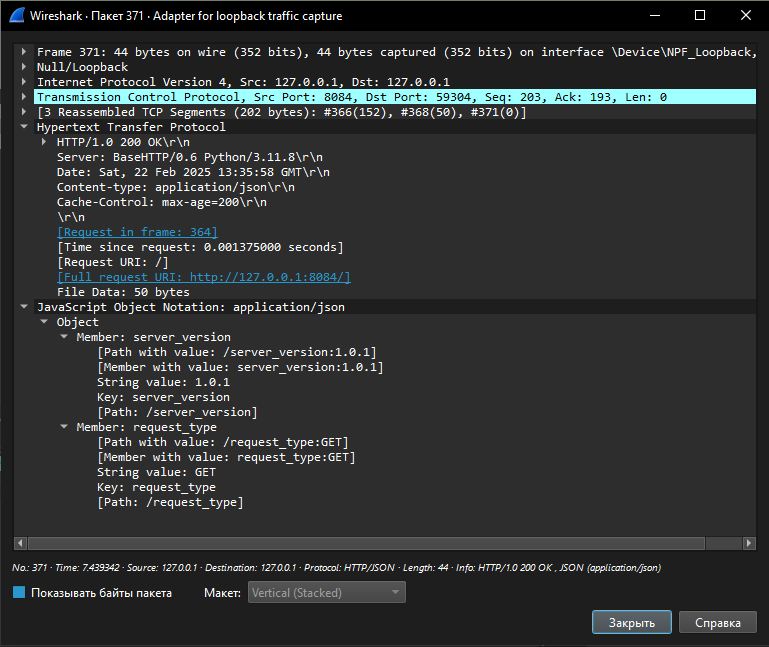 Wireshark · Пакет 371 · Adapter for loopback traffic capture
Frame 371: 44 bytes on wire (352 bits), 44 bytes captured (352 bits) on interface \Device\NPF_Loopback,
Null/Loopback
Internet Protocol Version 4, Src: 127.0.0.1, Dst: 127.0.0.1
Transmission Control Protocol, Src Port: 8084, Dst Port: 59304, Seq: 203, Ack: 193, Len: 0
[3 Reassembled TCP Segments (202 bytes): #366(152), #368(50), #371(0)]
Hypertext Transfer Protocol
HTTP/1.0 200 OK\r\n
Server: BaseHTTP/0.6 Python/3.11.8\r\n
Date: Sat, 22 Feb 2025 13:35:58 GMT\r\n
Content-type: application/json\r\n
Cache-Control: max-age=200\r\n
\r\n
[Request in frame: 364]
[Time since request: 0.001375000 seconds]
[Request URI: /]
[Full request URI: http://127.0.0.1:8084/]
File Data: 50 bytes
JavaScript Object Notation: application/json
Object
Member: server_version
[Path with value: /server_version:1.0.1]
[Member with value: server_version:1.0.1]
String value: 1.0.1
Key: server_version
[Path: /server_version]
Member: request_type
[Path with value: /request_type:GET]
[Member with value: request_type:GET]
String value: GET
Key: request_type
[Path: /request_type]
No.: 371 · Time: 7.439342 · Source: 127.0.0.1 · Destination: 127.0.0.1 · Protocol: HTTP/JSON · Length: 44 · Info: HTTP/1.0 200 OK , JSON (application/json)
Показывать байты пакета Макет: Vertical (Stacked)
Закрыть Справка